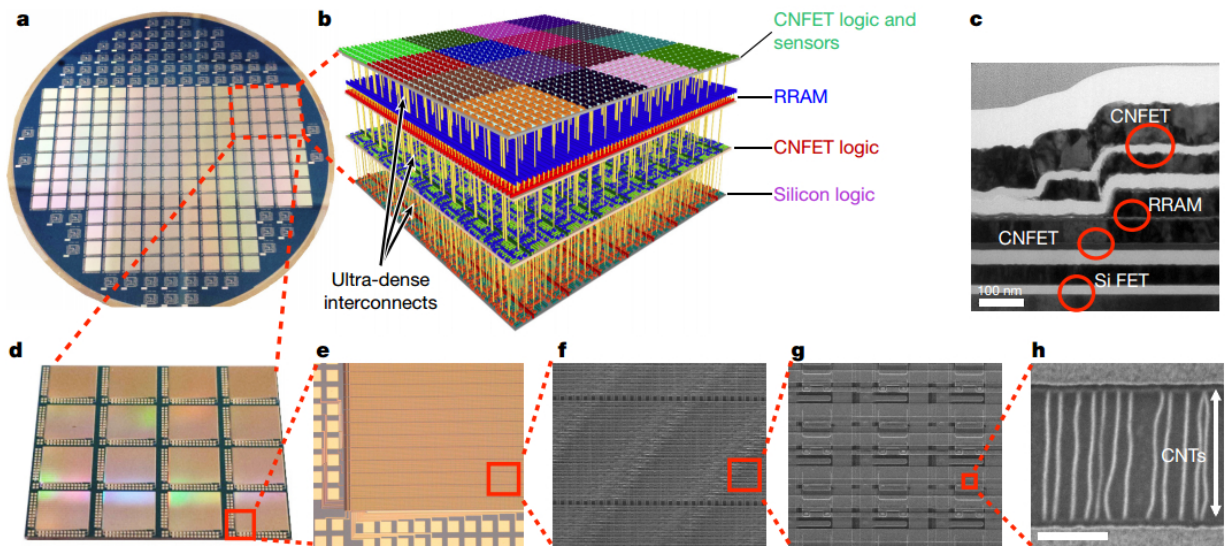 a
b
CNFET logic and
sensors
RRAM
CNFET logic
Silicon logic
Ultra-dense
interconnects
c
CNFET
RRAM
CNFET
Si FET
100 nm
d
e
f
g
h
CNTs